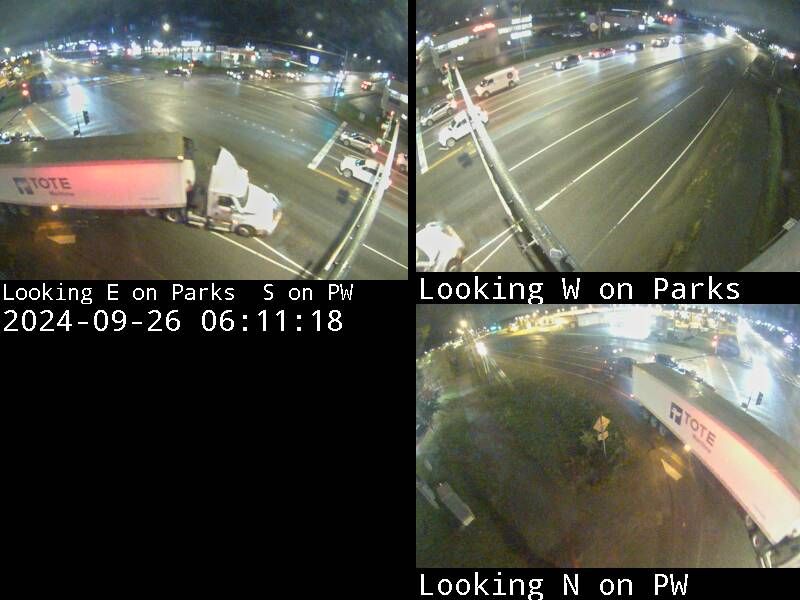 TOTE
Maritime
Looking E on Parks  S on PW
2024-09-26 06:11:18
Looking W on Parks
TOTE
Looking N on PW